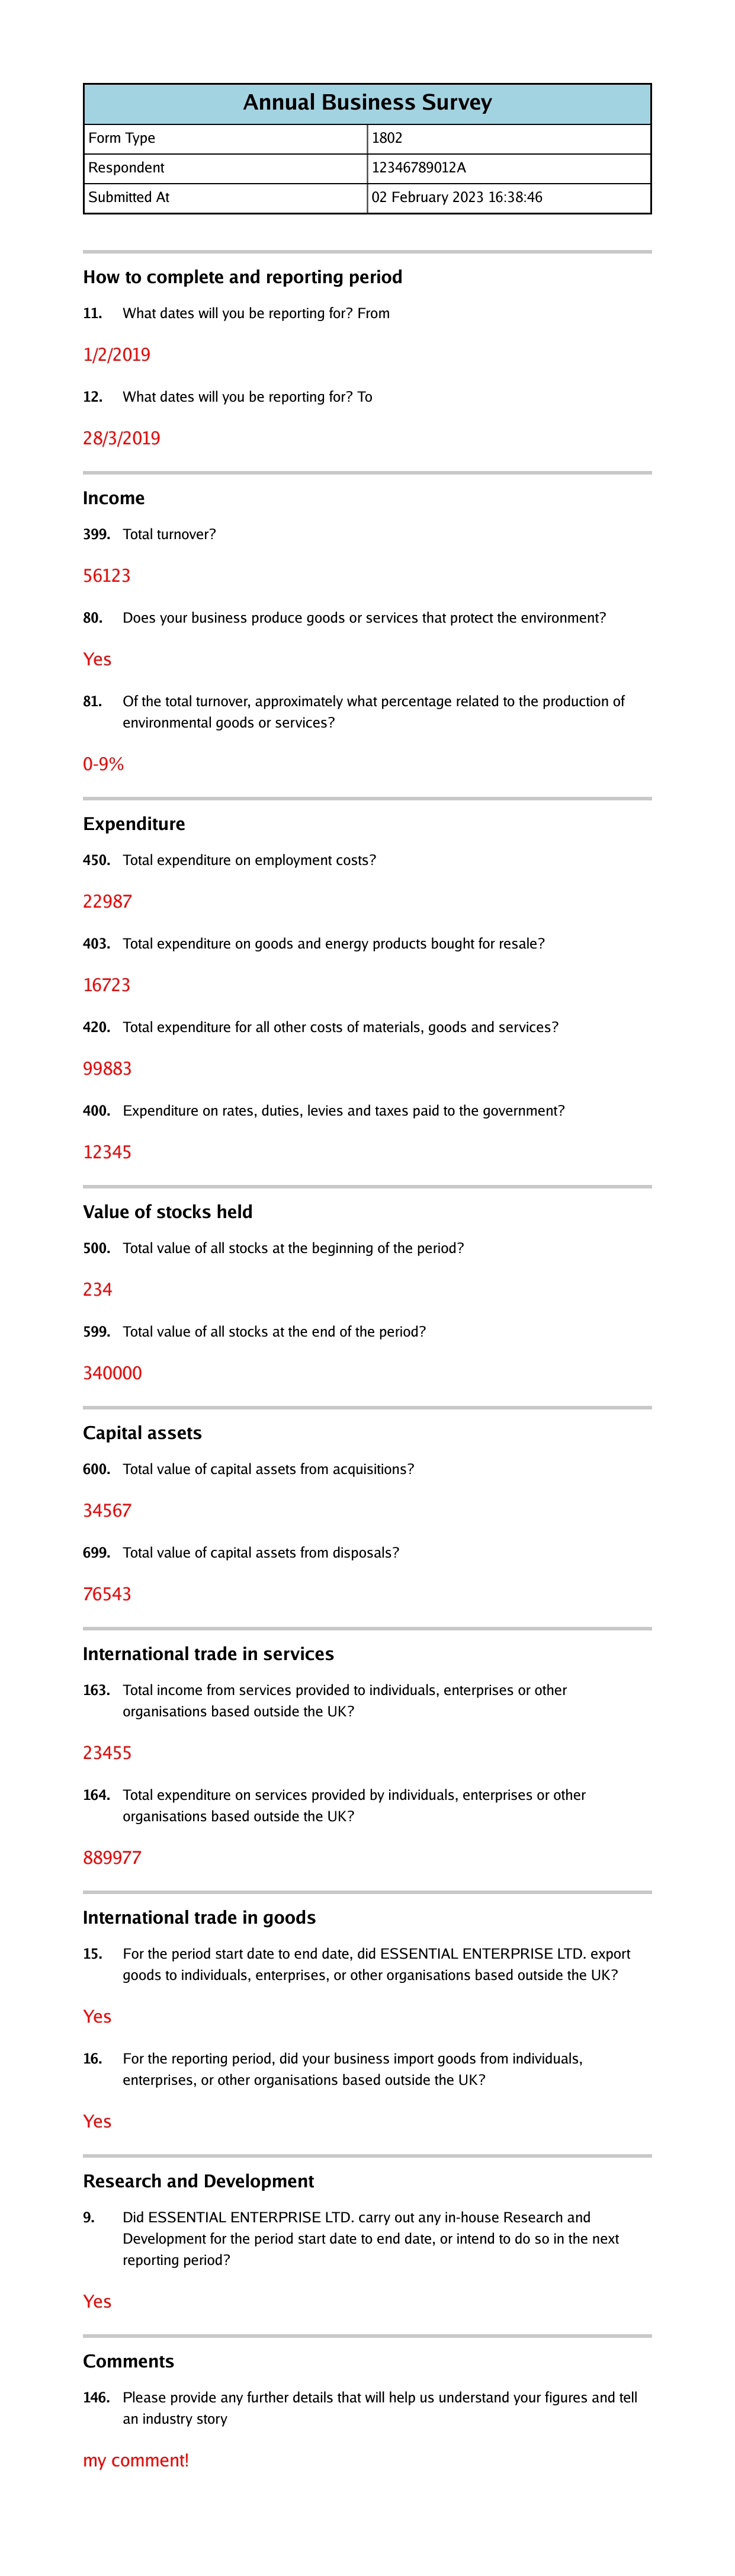 Annual Business Survey
Form Type 1802
Respondent 12346789012A
Submitted At 02 February 2023 16:38:46
How to complete and reporting period
11. What dates will you be reporting for? From
1/2/2019
12. What dates will you be reporting for? To
28/3/2019
Income
399. Total turnover?
56123
80. Does your business produce goods or services that protect the environment?
Yes
81. Of the total turnover, approximately what percentage related to the production of
environmental goods or services?
0-9%
Expenditure
450. Total expenditure on employment costs?
22987
403. Total expenditure on goods and energy products bought for resale?
16723
420. Total expenditure for all other costs of materials, goods and services?
99883
400. Expenditure on rates, duties, levies and taxes paid to the government?
12345
Value of stocks held
500. Total value of all stocks at the beginning of the period?
234
599. Total value of all stocks at the end of the period?
340000
Capital assets
600. Total value of capital assets from acquisitions?
34567
699. Total value of capital assets from disposals?
76543
International trade in services
163. Total income from services provided to individuals, enterprises or other
organisations based outside the UK?
23455
164. Total expenditure on services provided by individuals, enterprises or other
organisations based outside the UK?
889977
International trade in goods
15. For the period start date to end date, did ESSENTIAL ENTERPRISE LTD. export
goods to individuals, enterprises, or other organisations based outside the UK?
Yes
16. For the reporting period, did your business import goods from individuals,
enterprises, or other organisations based outside the UK?
Yes
Research and Development
9. Did ESSENTIAL ENTERPRISE LTD. carry out any in-house Research and
Development for the period start date to end date, or intend to do so in the next
reporting period?
Yes
Comments
146. Please provide any further details that will help us understand your figures and tell
an industry story
my comment!